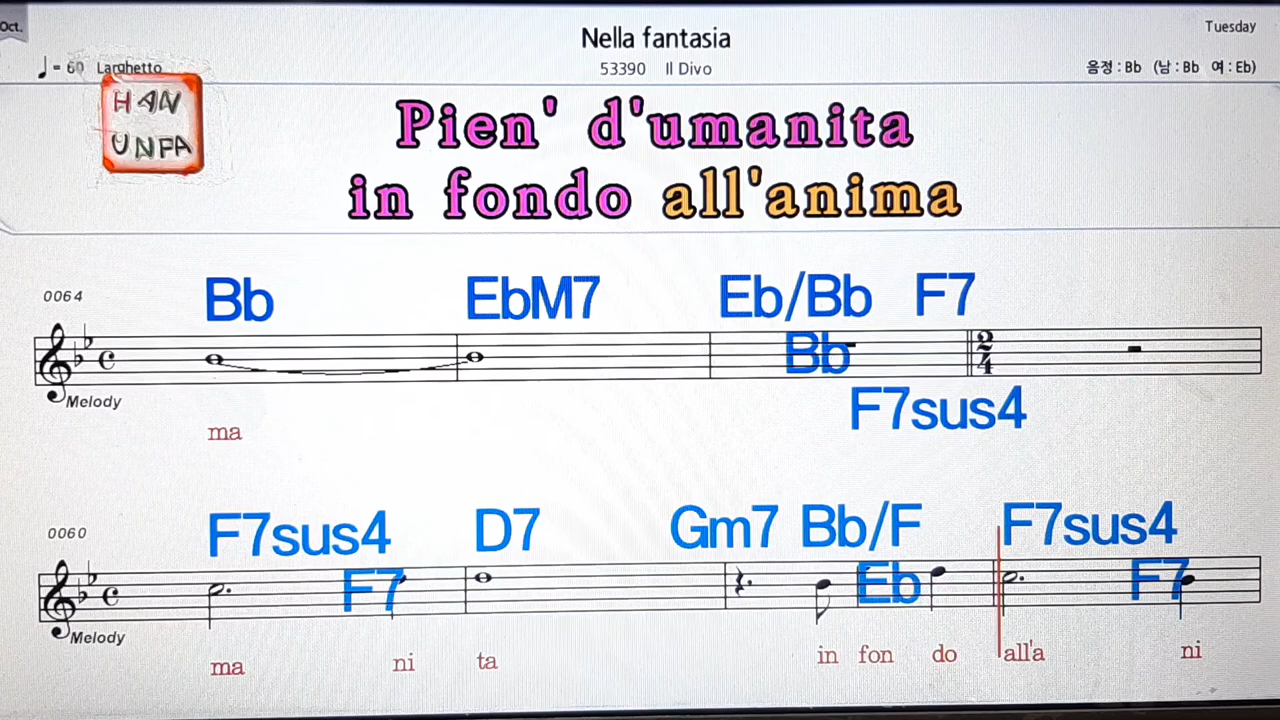 Oct.
Nella fantasia
Tuesday
♩= 60 Larghetto
53390 Il Divo
음정 : Bb (남 : Bb 여 : Eb)
HAN
UNFA
Pien' d'umanita
in fondo all'anima
0064
Bb EbM7 Eb/Bb F7
Bb
2
4
F7sus4
Melody
ma
0060
F7sus4 D7 Gm7 Bb/F F7sus4
F7 Eb F7
Melody
ma ni ta in fon do all'a ni